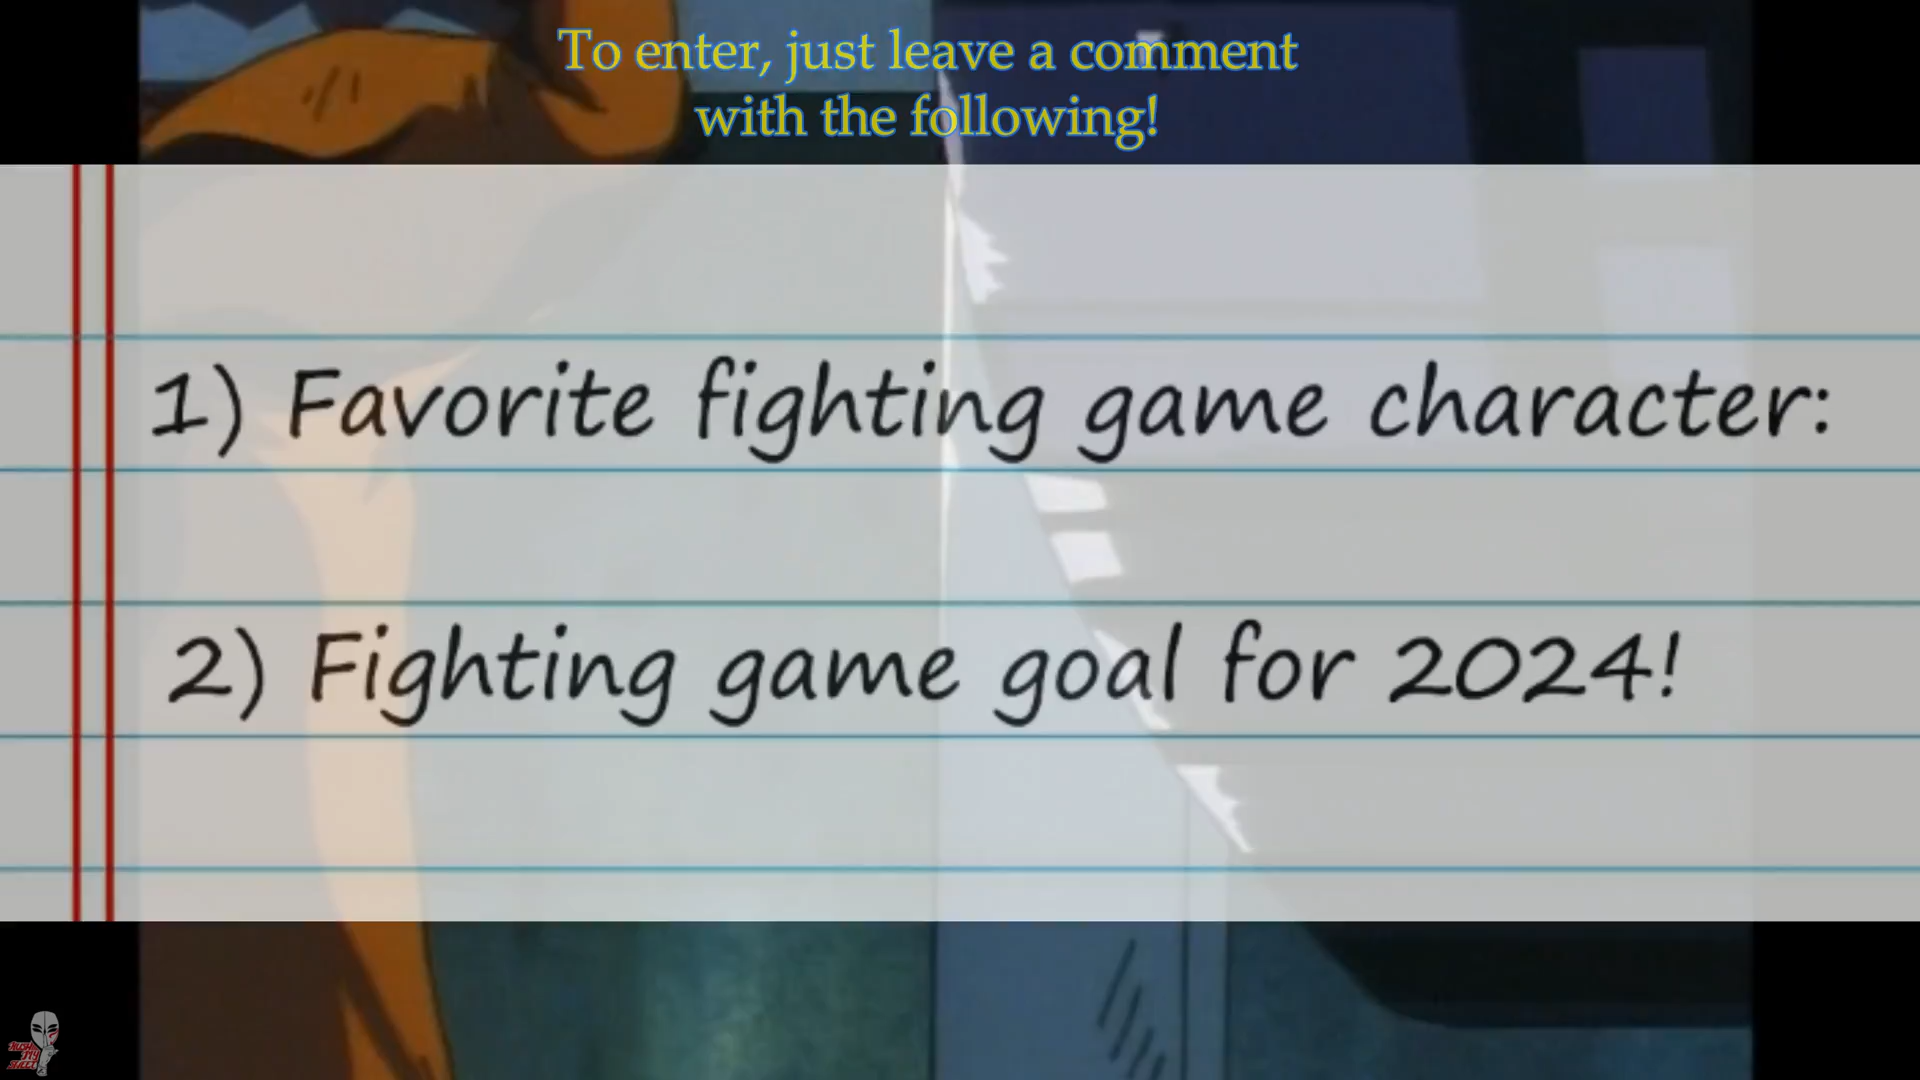 To enter, just leave a comment
with the following!
1) Favorite fighting game character:
2) Fighting game goal for 2024!